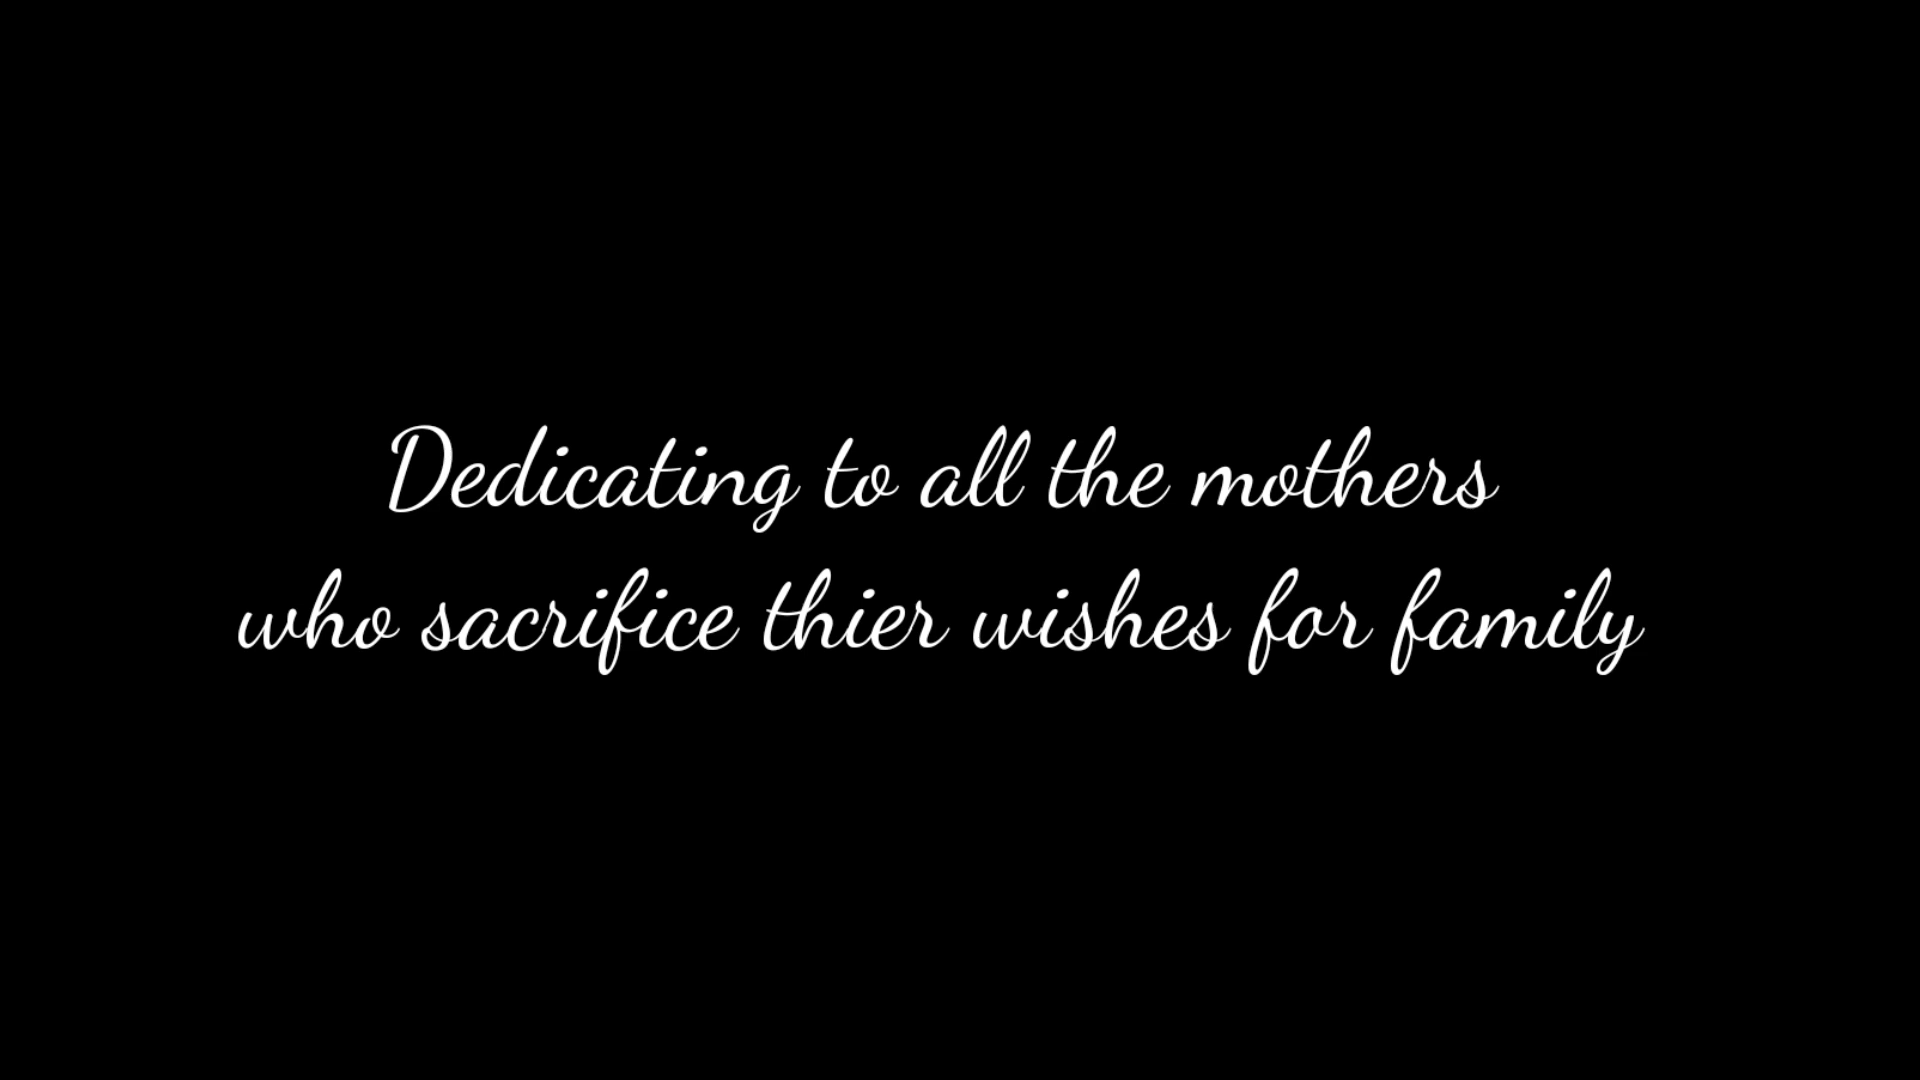 Dedicating to all the mothers
who sacrifice thier wishes for family